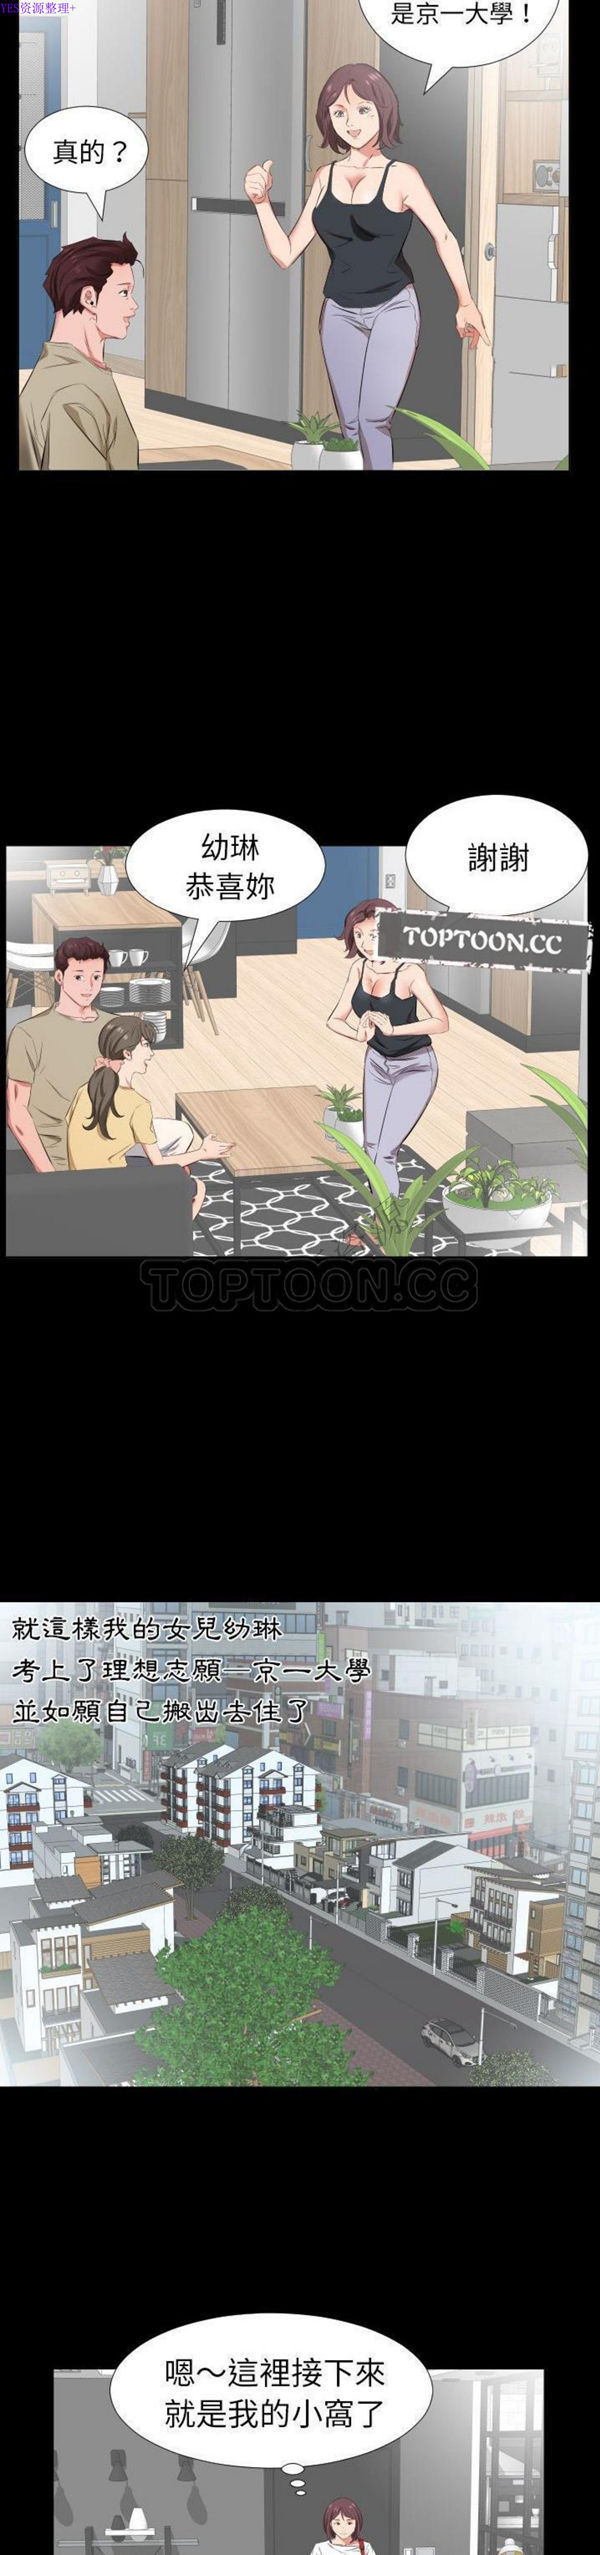 YES资源整理+
是京一大學！
真的？
幼琳
恭喜妳
謝謝
TOPTOON.CC
TOPTOON.CC
就這樣我的女兒幼琳
考上了理想志願—京一大學
並如願自己搬出去住了
嗯～這裡接下來
就是我的小窩了